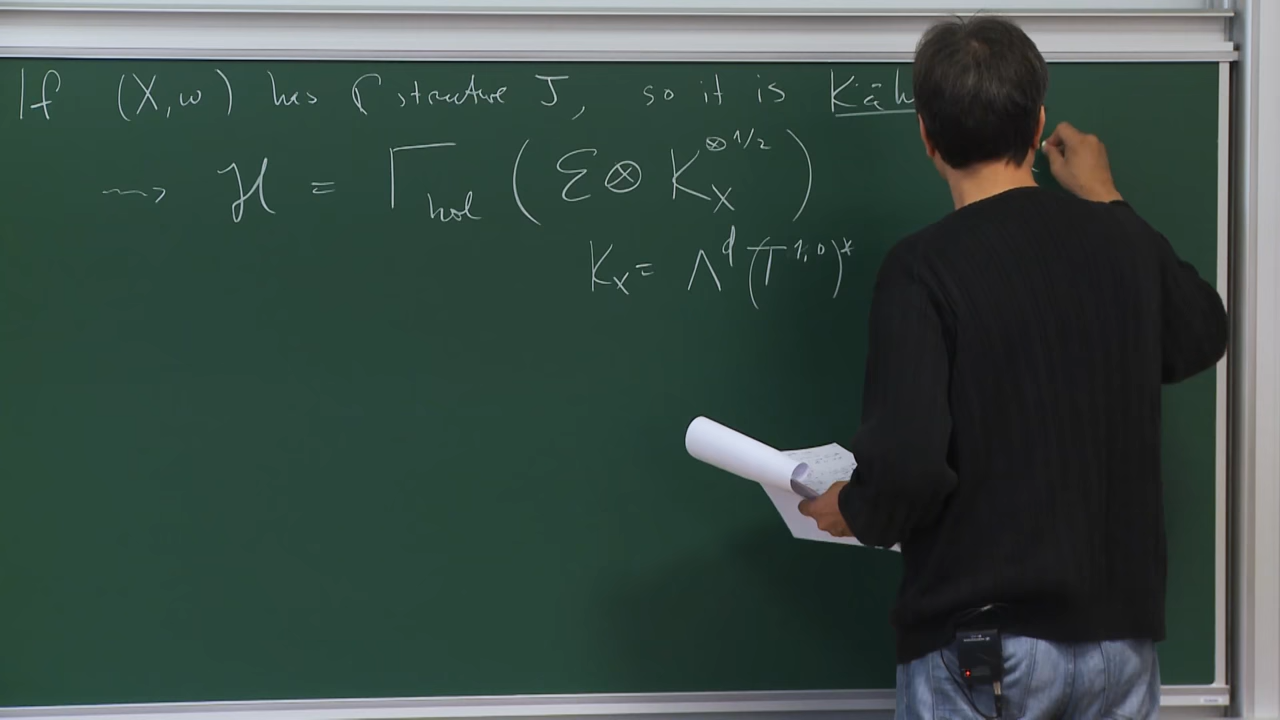 If (X, ω) has ℂ structure J, so it is Käh
⇝ ℋ = Γ_hol (ℰ ⊗ K_X^{⊗1/2})
K_X = Λ^d (T^{1,0})^*